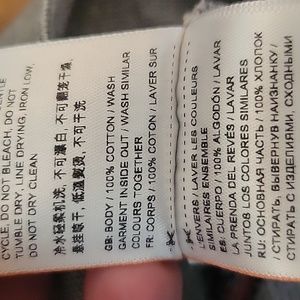 CYCLE, DO NOT BLEACH, DO NOT
TUMBLE DRY, LINE DRYING, IRON LOW,
DO NOT DRY CLEAN
冷水轻柔机洗，不可漂白，不可翻笼干燥，
悬挂晾干，低温熨烫，不可干洗
GB: BODY / 100% COTTON / WASH
GARMENT INSIDE OUT / WASH SIMILAR
COLOURS TOGETHER
FR: CORPS / 100% COTON / LAVER SUR
L'ENVERS / LAVER LES COULEURS
SIMILAIRES ENSEMBLE
ES: CUERPO / 100% ALGODÓN / LAVAR
LA PRENDA DEL REVÉS / LAVAR
JUNTOS LOS COLORES SIMILARES
RU: ОСНОВНАЯ ЧАСТЬ / 100% ХЛОПОК
/ СТИРАТЬ, ВЫВЕРНУВ НАИЗНАНКУ /
СТИРАТЬ С ИЗДЕЛИЯМИ, СХОДНЫМИ